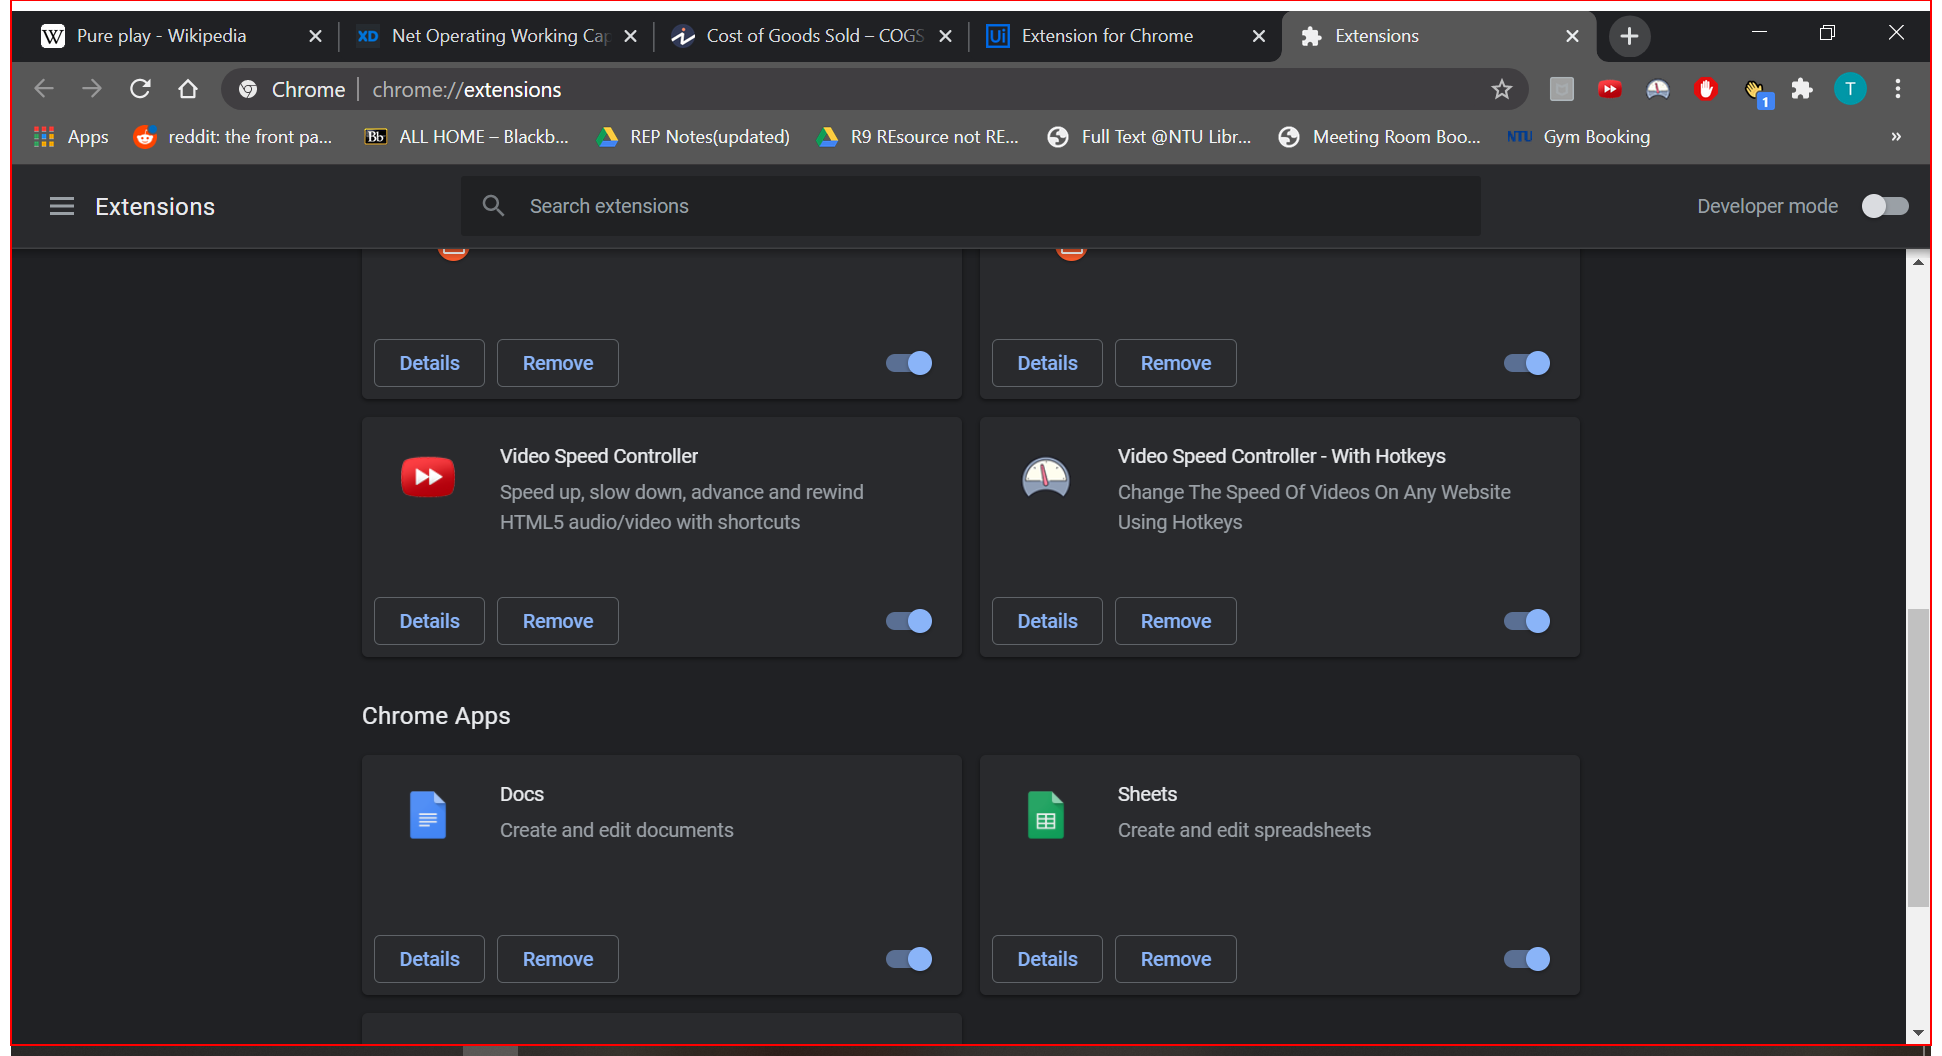 Pure play - Wikipedia
Net Operating Working Cap
Cost of Goods Sold – COGS
Extension for Chrome
Extensions
Chrome
chrome://extensions
1
T
Apps
reddit: the front pa...
ALL HOME – Blackb...
REP Notes(updated)
R9 REsource not RE...
Full Text @NTU Libr...
Meeting Room Boo...
NTU
Gym Booking
»
Extensions
Search extensions
Developer mode
Details
Remove
Details
Remove
Video Speed Controller
Speed up, slow down, advance and rewind
HTML5 audio/video with shortcuts
Video Speed Controller - With Hotkeys
Change The Speed Of Videos On Any Website
Using Hotkeys
Details
Remove
Details
Remove
Chrome Apps
Docs
Create and edit documents
Sheets
Create and edit spreadsheets
Details
Remove
Details
Remove